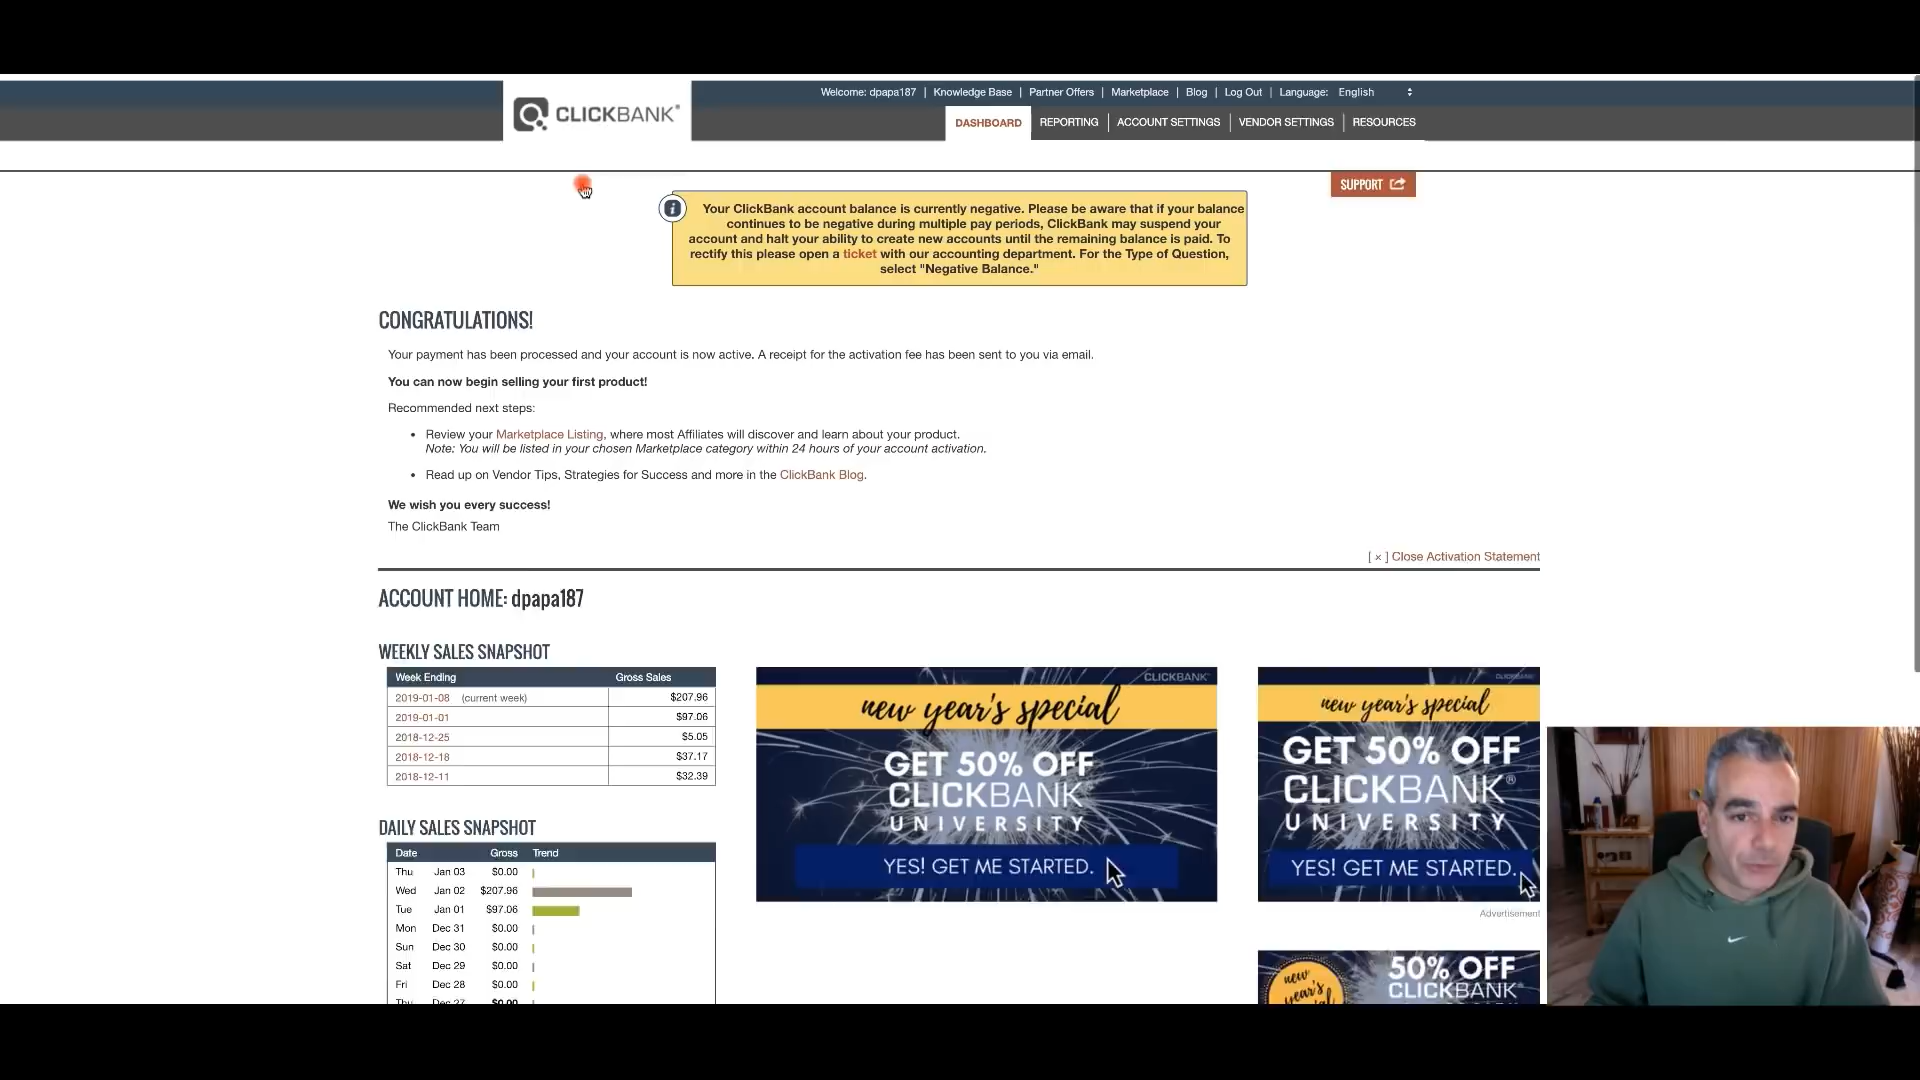 CLICKBANK
Welcome: dpapa187 | Knowledge Base | Partner Offers | Marketplace | Blog | Log Out | Language: English
DASHBOARD REPORTING | ACCOUNT SETTINGS | VENDOR SETTINGS | RESOURCES
SUPPORT
Your ClickBank account balance is currently negative. Please be aware that if your balance
continues to be negative during multiple pay periods, ClickBank may suspend your
account and halt your ability to create new accounts until the remaining balance is paid. To
rectify this please open a ticket with our accounting department. For the Type of Question,
select "Negative Balance."
CONGRATULATIONS!
Your payment has been processed and your account is now active. A receipt for the activation fee has been sent to you via email.
You can now begin selling your first product!
Recommended next steps:
• Review your Marketplace Listing, where most Affiliates will discover and learn about your product.
Note: You will be listed in your chosen Marketplace category within 24 hours of your account activation.
• Read up on Vendor Tips, Strategies for Success and more in the ClickBank Blog.
We wish you every success!
The ClickBank Team
[ x ] Close Activation Statement
ACCOUNT HOME: dpapa187
WEEKLY SALES SNAPSHOT
Week Ending Gross Sales
2019-01-08 (current week) $207.96
2019-01-01 $97.06
2018-12-25 $5.05
2018-12-18 $37.17
2018-12-11 $32.39
DAILY SALES SNAPSHOT
Date Gross Trend
Thu Jan 03 $0.00
Wed Jan 02 $207.96
Tue Jan 01 $97.06
Mon Dec 31 $0.00
Sun Dec 30 $0.00
Sat Dec 29 $0.00
Fri Dec 28 $0.00
Thu Dec 27 $0.00
CLICKBANK
new year's special
GET 50% OFF
CLICKBANK
UNIVERSITY
YES! GET ME STARTED.
CLICKBANK
new year's special
GET 50% OFF
CLICKBANK®
UNIVERSITY
YES! GET ME STARTED.
Advertisement
new
year's
50% OFF
CLICKBANK